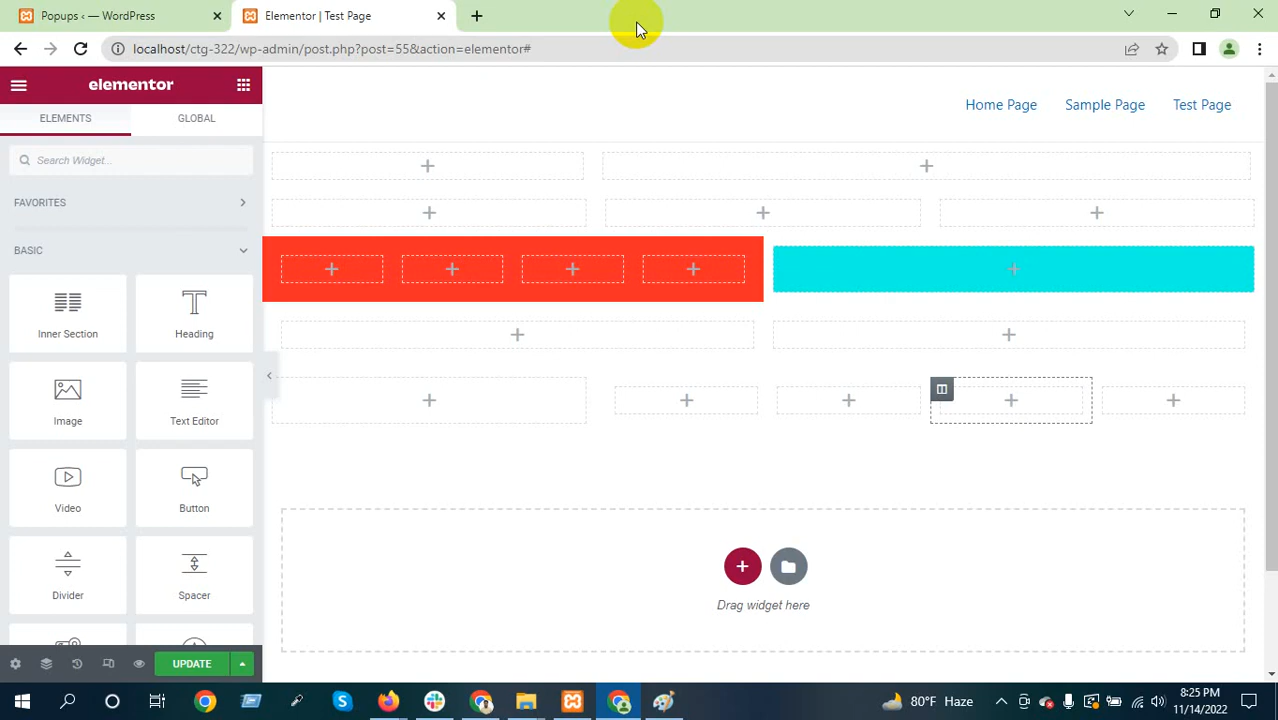 Popups ‹ — WordPress
Elementor | Test Page
localhost/ctg-322/wp-admin/post.php?post=55&action=elementor#
elementor
ELEMENTS
GLOBAL
Search Widget...
FAVORITES
BASIC
Inner Section
Heading
Image
Text Editor
Video
Button
Divider
Spacer
UPDATE
Home Page
Sample Page
Test Page
Drag widget here
80°F Haze
8:25 PM
11/14/2022